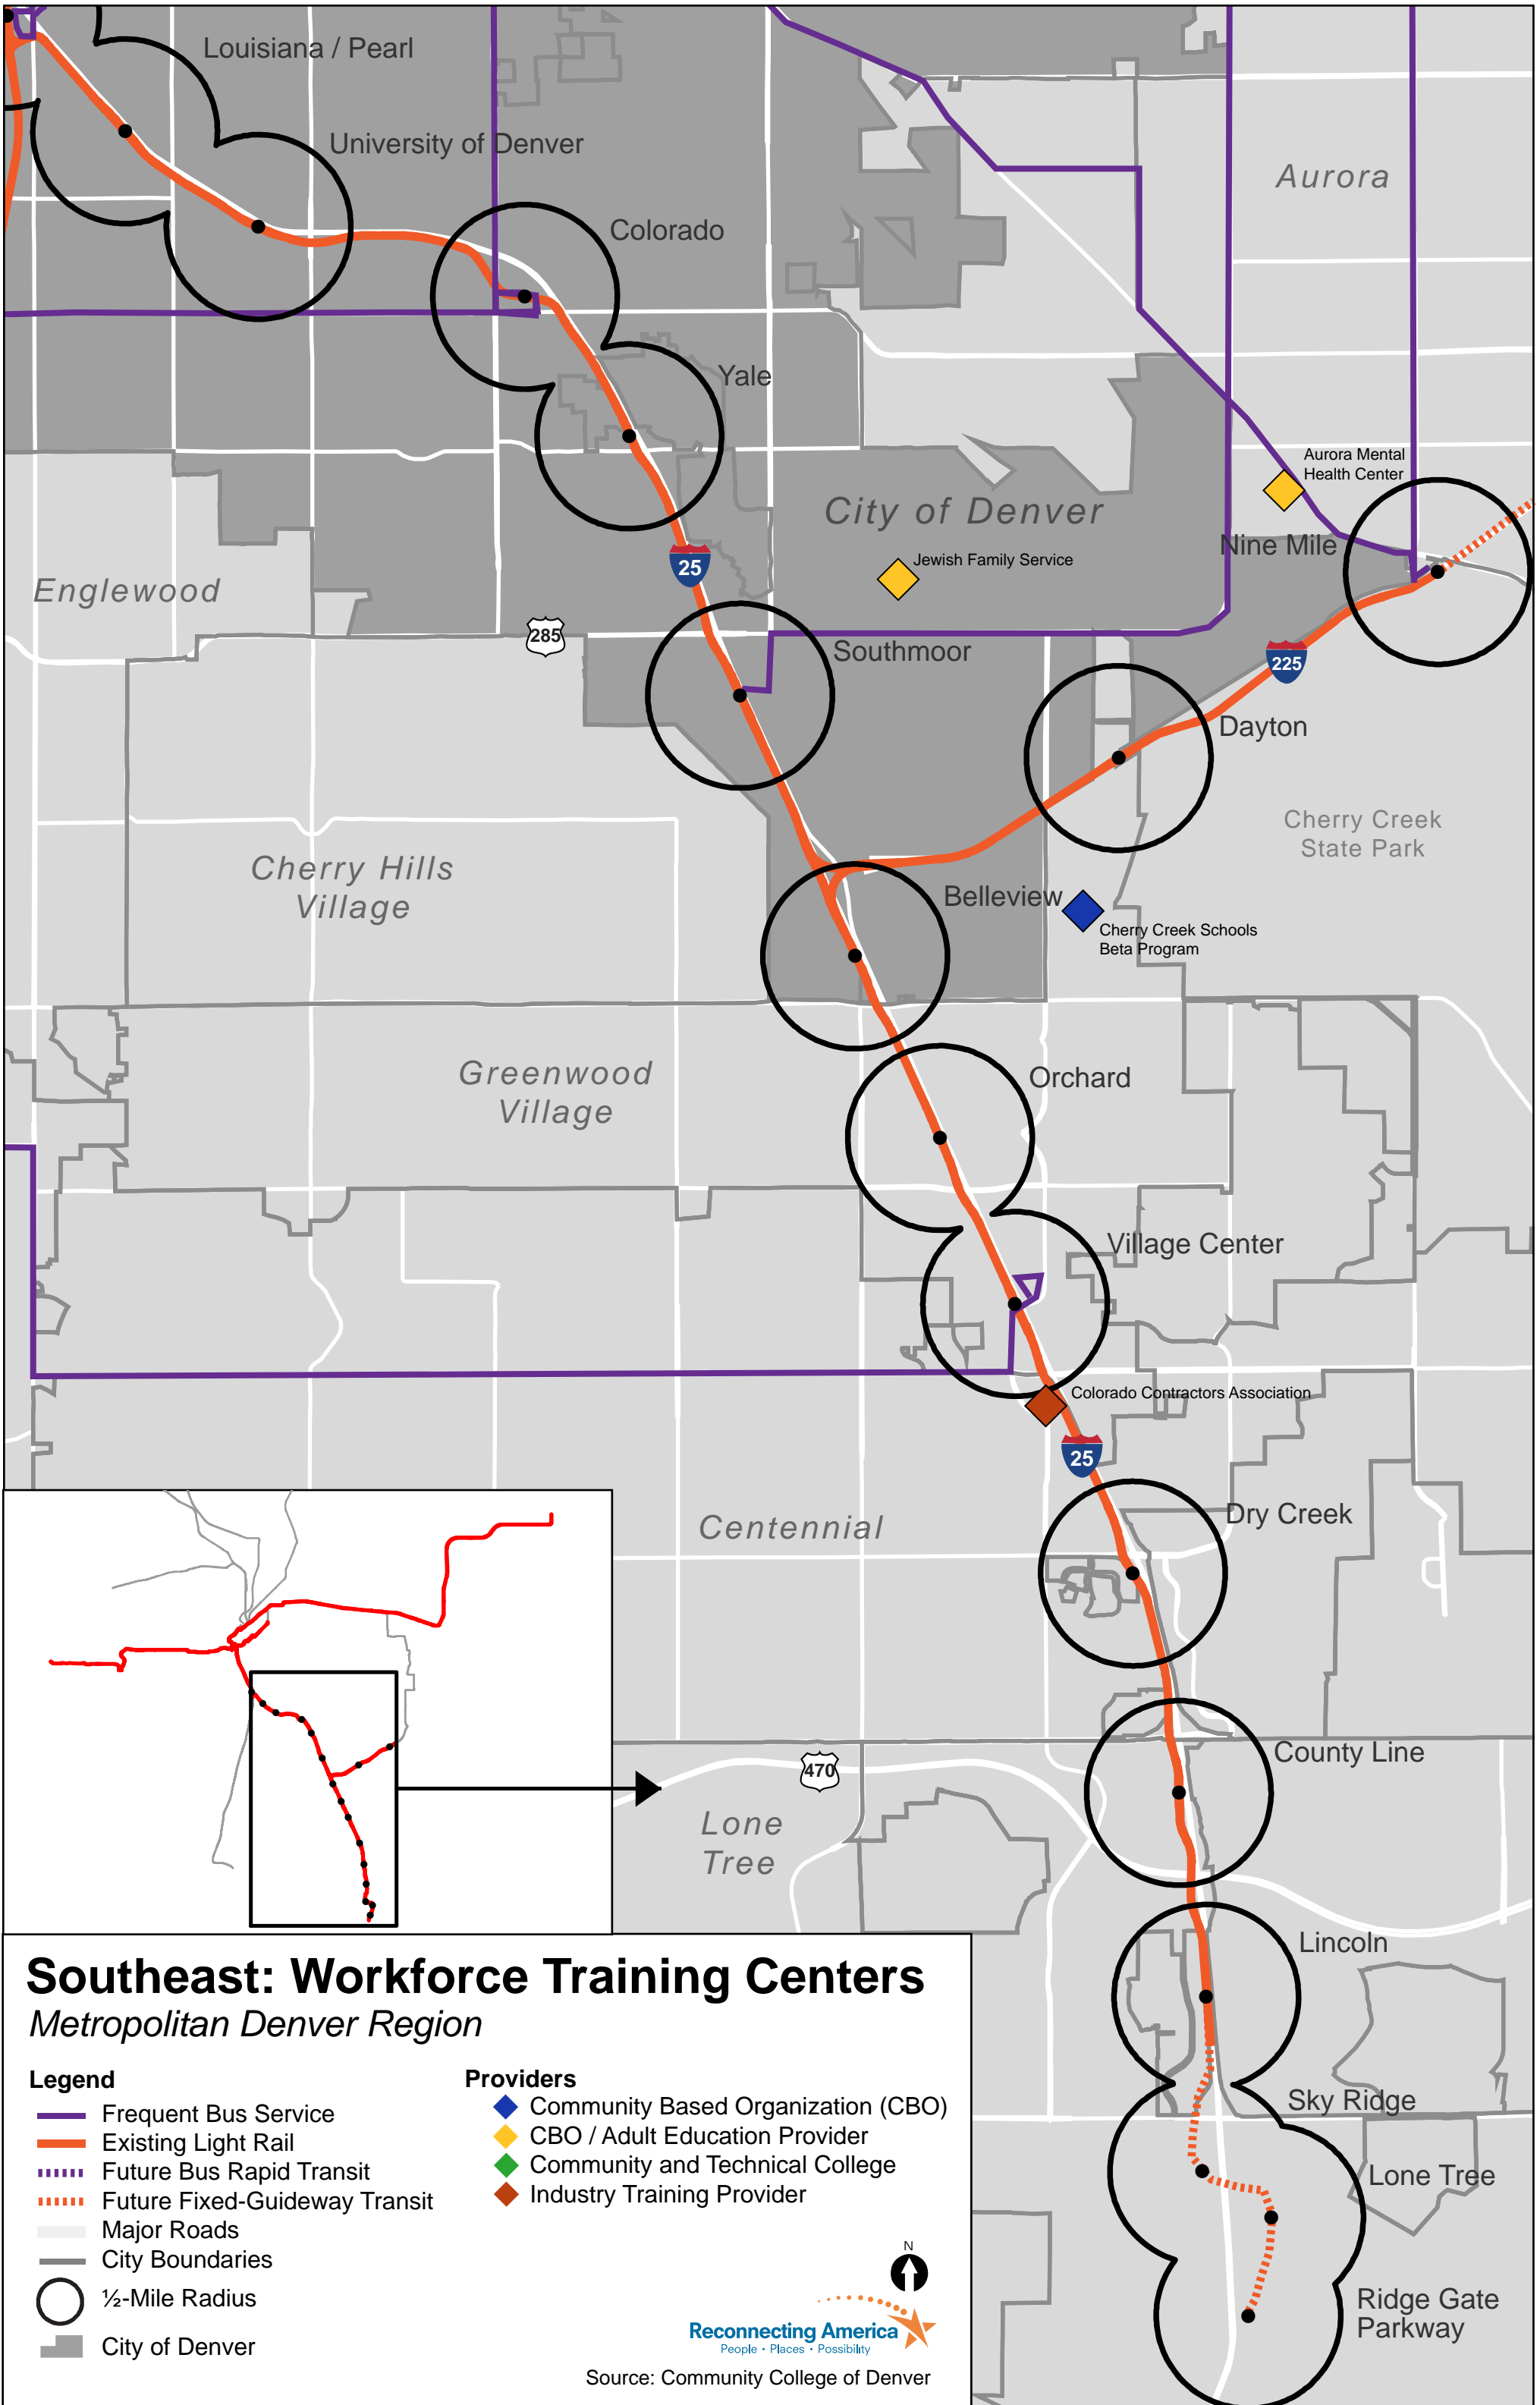 Louisiana / Pearl
University of Denver
Aurora
Colorado
Yale
Aurora Mental
Health Center
City of Denver
Nine Mile
25
Jewish Family Service
Englewood
285
Southmoor
225
Dayton
Cherry Creek
State Park
Cherry Hills
Village
Belleview
Cherry Creek Schools
Beta Program
Greenwood
Village
Orchard
Village Center
Colorado Contractors Association
25
Dry Creek
Centennial
County Line
470
Lone
Tree
Lincoln
Sky Ridge
Lone Tree
Ridge Gate
Parkway
Southeast: Workforce Training Centers
Metropolitan Denver Region
Legend
Frequent Bus Service
Existing Light Rail
Future Bus Rapid Transit
Future Fixed-Guideway Transit
Major Roads
City Boundaries
½-Mile Radius
City of Denver
Providers
Community Based Organization (CBO)
CBO / Adult Education Provider
Community and Technical College
Industry Training Provider
N
Reconnecting America
People • Places • Possibility
Source: Community College of Denver